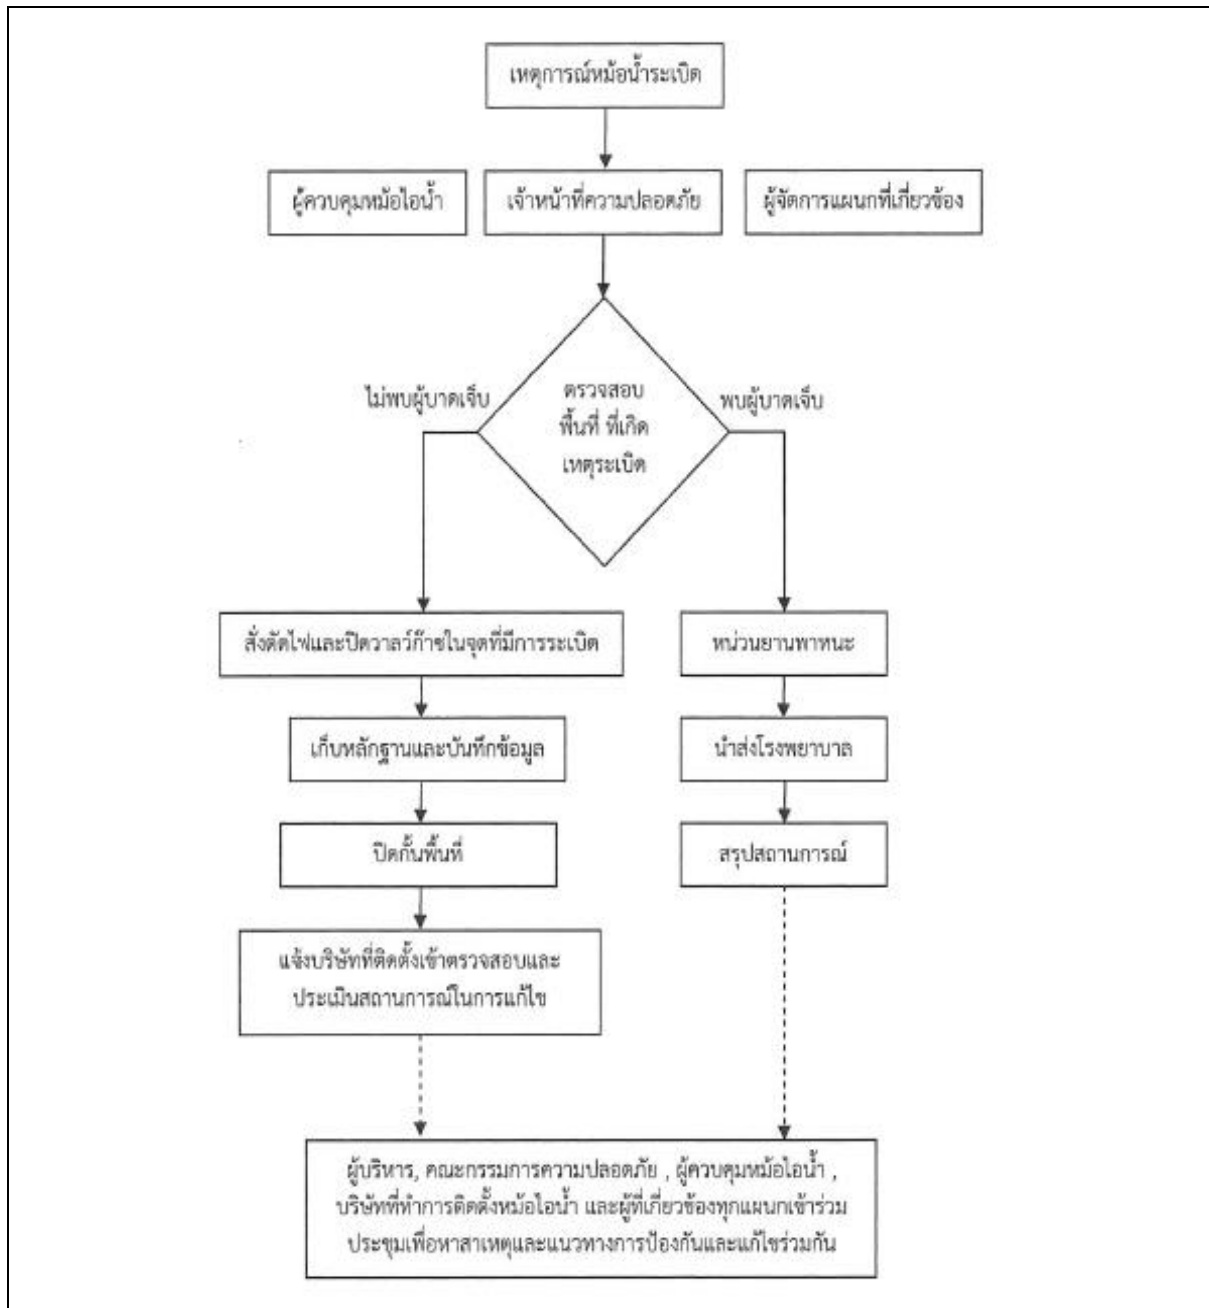 เหตุการณ์หม้อน้ำระเบิด
ผู้ควบคุมหม้อไอน้ำ
เจ้าหน้าที่ความปลอดภัย
ผู้จัดการแผนกที่เกี่ยวข้อง
ไม่พบผู้บาดเจ็บ
ตรวจสอบ
พื้นที่ ที่เกิด
เหตุระเบิด
พบผู้บาดเจ็บ
สั่งตัดไฟและปิดวาลว์ก๊าซในจุดที่มีการระเบิด
เก็บหลักฐานและบันทึกข้อมูล
ปิดกั้นพื้นที่
แจ้งบริษัทที่ติดตั้งเข้าตรวจสอบและ
ประเมินสถานการณ์ในการแก้ไข
หน่วนยานพาหนะ
นำส่งโรงพยาบาล
สรุปสถานการณ์
ผู้บริหาร, คณะกรรมการความปลอดภัย , ผู้ควบคุมหม้อไอน้ำ ,
บริษัทที่ทำการติดตั้งหม้อไอน้ำ และผู้ที่เกี่ยวข้องทุกแผนกเข้าร่วม
ประชุมเพื่อหาสาเหตุและแนวทางการป้องกันและแก้ไขร่วมกัน